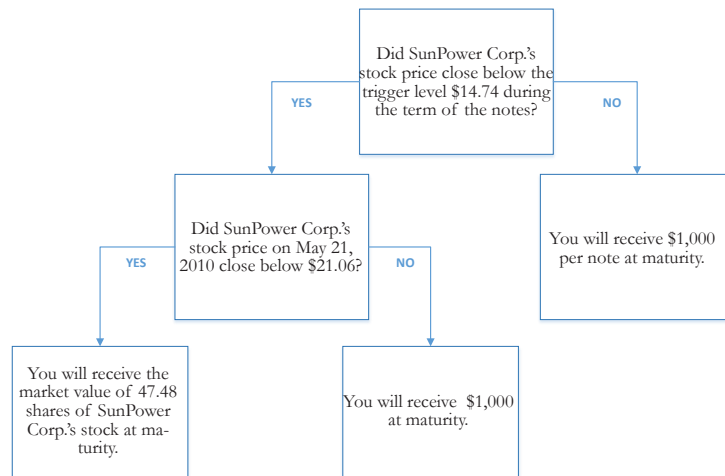 Did SunPower Corp.'s
stock price close below the
trigger level $14.74 during
the term of the notes?
YES
NO
Did SunPower Corp.'s
stock price on May 21,
2010 close below $21.06?
You will receive $1,000
per note at maturity.
YES
NO
You will receive the
market value of 47.48
shares of SunPower
Corp.'s stock at ma-
turity.
You will receive $1,000
at maturity.